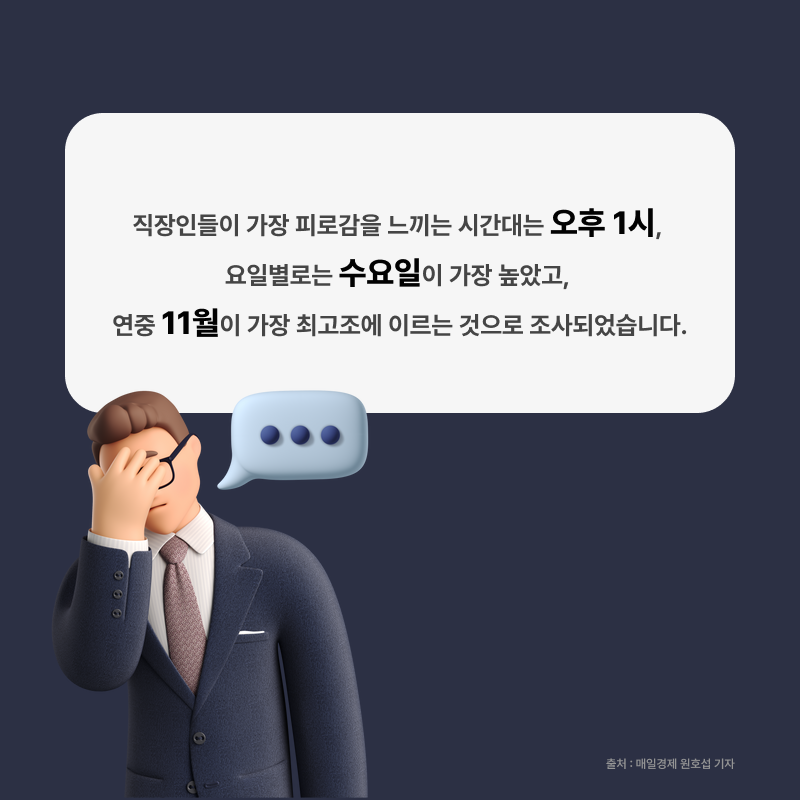 직장인들이 가장 피로감을 느끼는 시간대는 오후 1시,
요일별로는 수요일이 가장 높았고,
연중 11월이 가장 최고조에 이르는 것으로 조사되었습니다.
출처 : 매일경제 원호섭 기자